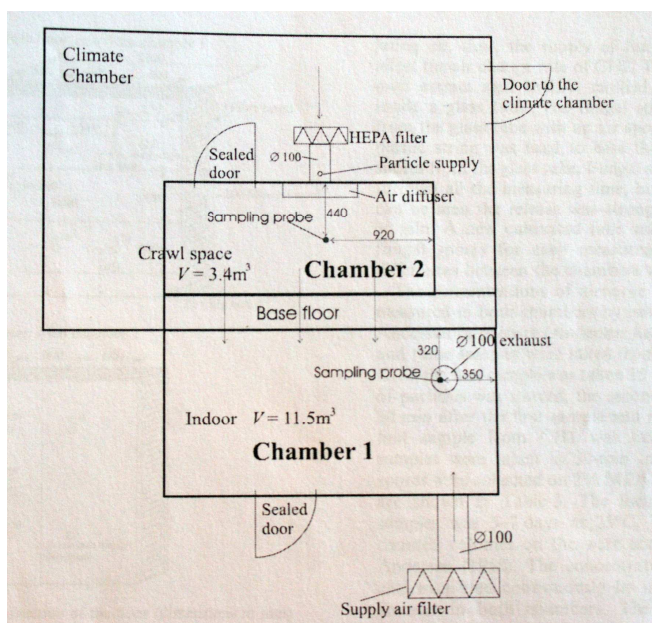 Climate
Chamber
Door to the
climate chamber
HEPA filter
Sealed
door
Ø100
Particle supply
Air diffuser
440
Sampling probe
920
Crawl space
V = 3.4m³
Chamber 2
Base floor
320
Ø100 exhaust
Sampling probe
350
Indoor V = 11.5m³
Chamber 1
Sealed
door
Ø100
Supply air filter